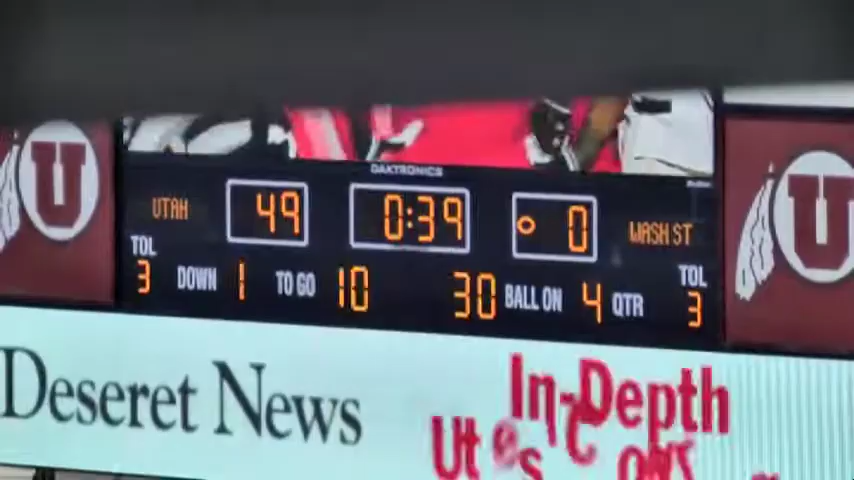 DAKTRONICS
UTAH 49 0:39 0 WASH ST
TOL TOL
3 DOWN 1 TO GO 10 30 BALL ON 4 QTR 3
U U
Deseret News
In-Depth
Utes